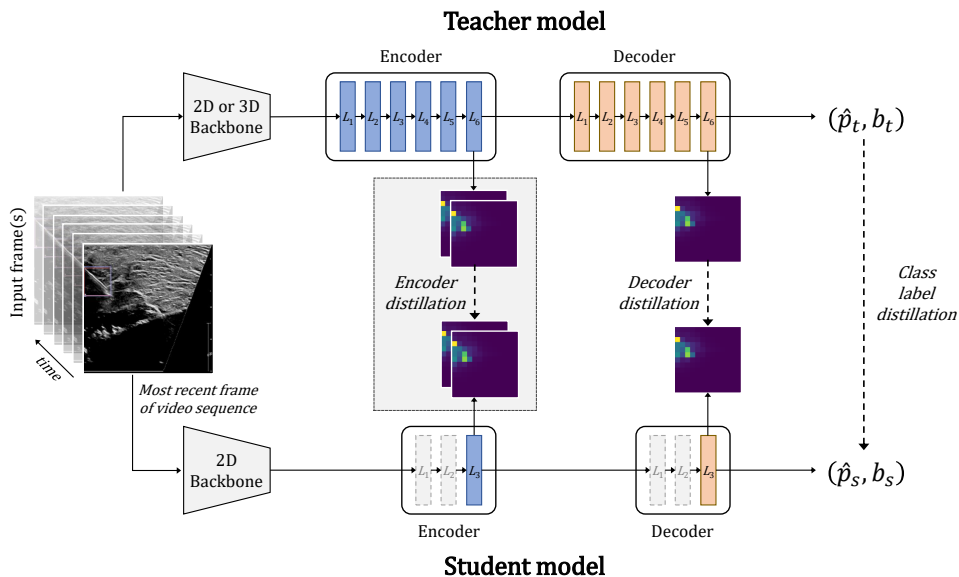 Teacher model
Encoder
Decoder
2D or 3D
Backbone
L₁ L₂ L₃ L₄ L₅ L₆
L₁ L₂ L₃ L₄ L₅ L₆
(p̂ₜ, bₜ)
Input frame(s)
time
Encoder
distillation
Decoder
distillation
Class
label
distillation
Most recent frame
of video sequence
2D
Backbone
L₁ L₂ L₃
L₁ L₂ L₃
(p̂ₛ, bₛ)
Encoder
Decoder
Student model